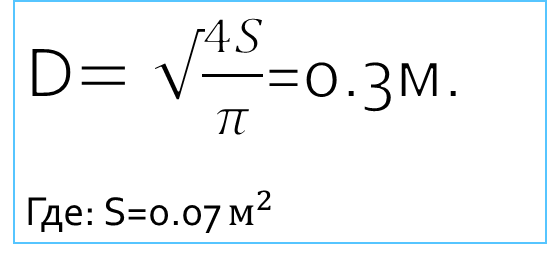 D= √4S/π=0.3м.
Где: S=0.07 м²